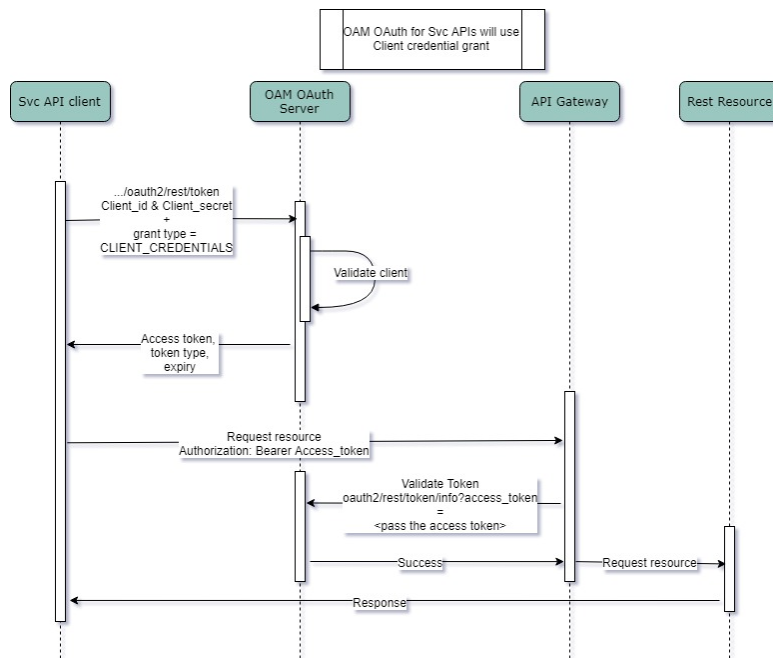 OAM OAuth for Svc APIs will use
Client credential grant
Svc API client
OAM OAuth
Server
API Gateway
Rest Resource
.../oauth2/rest/token
Client_id & Client_secret
+
grant type =
CLIENT_CREDENTIALS
Validate client
Access token,
token type,
expiry
Request resource
Authorization: Bearer Access_token
Validate Token
oauth2/rest/token/info?access_token
=
<pass the access token>
Success
Request resource
Response